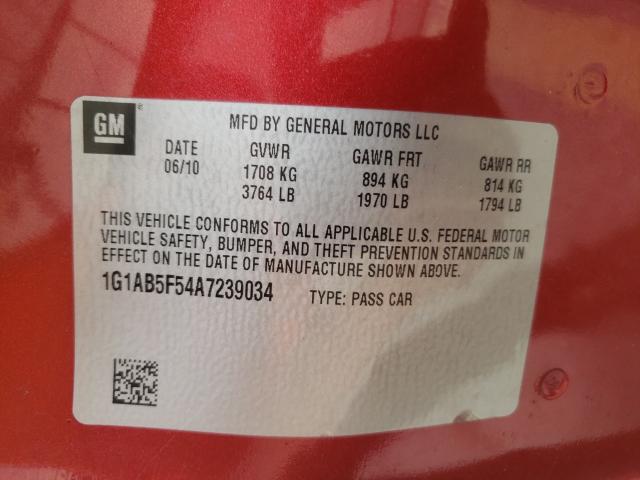 GM
MFD BY GENERAL MOTORS LLC
DATE GVWR GAWR FRT GAWR RR
06/10 1708 KG 894 KG 814 KG
3764 LB 1970 LB 1794 LB
THIS VEHICLE CONFORMS TO ALL APPLICABLE U.S. FEDERAL MOTOR
VEHICLE SAFETY, BUMPER, AND THEFT PREVENTION STANDARDS IN
EFFECT ON THE DATE OF MANUFACTURE SHOWN ABOVE.
1G1AB5F54A7239034 TYPE: PASS CAR